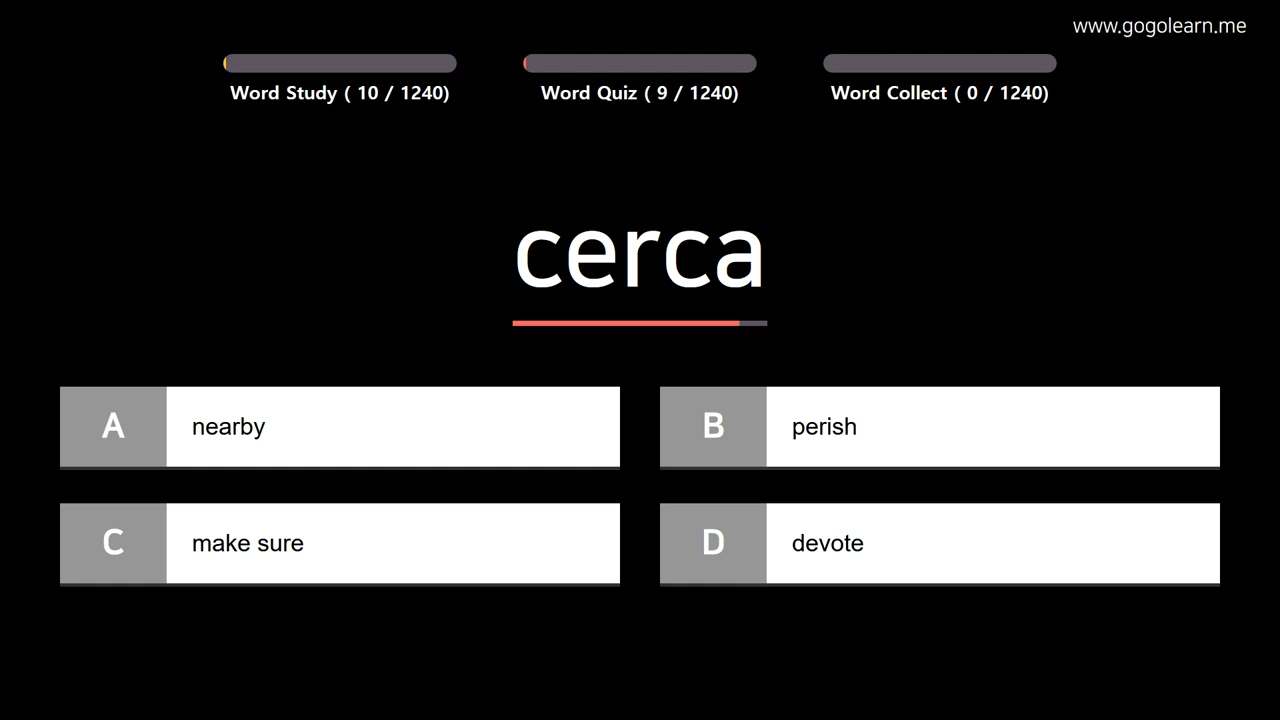 www.gogolearn.me
Word Study ( 10 / 1240)
Word Quiz ( 9 / 1240)
Word Collect ( 0 / 1240)
cerca
A nearby
B perish
C make sure
D devote